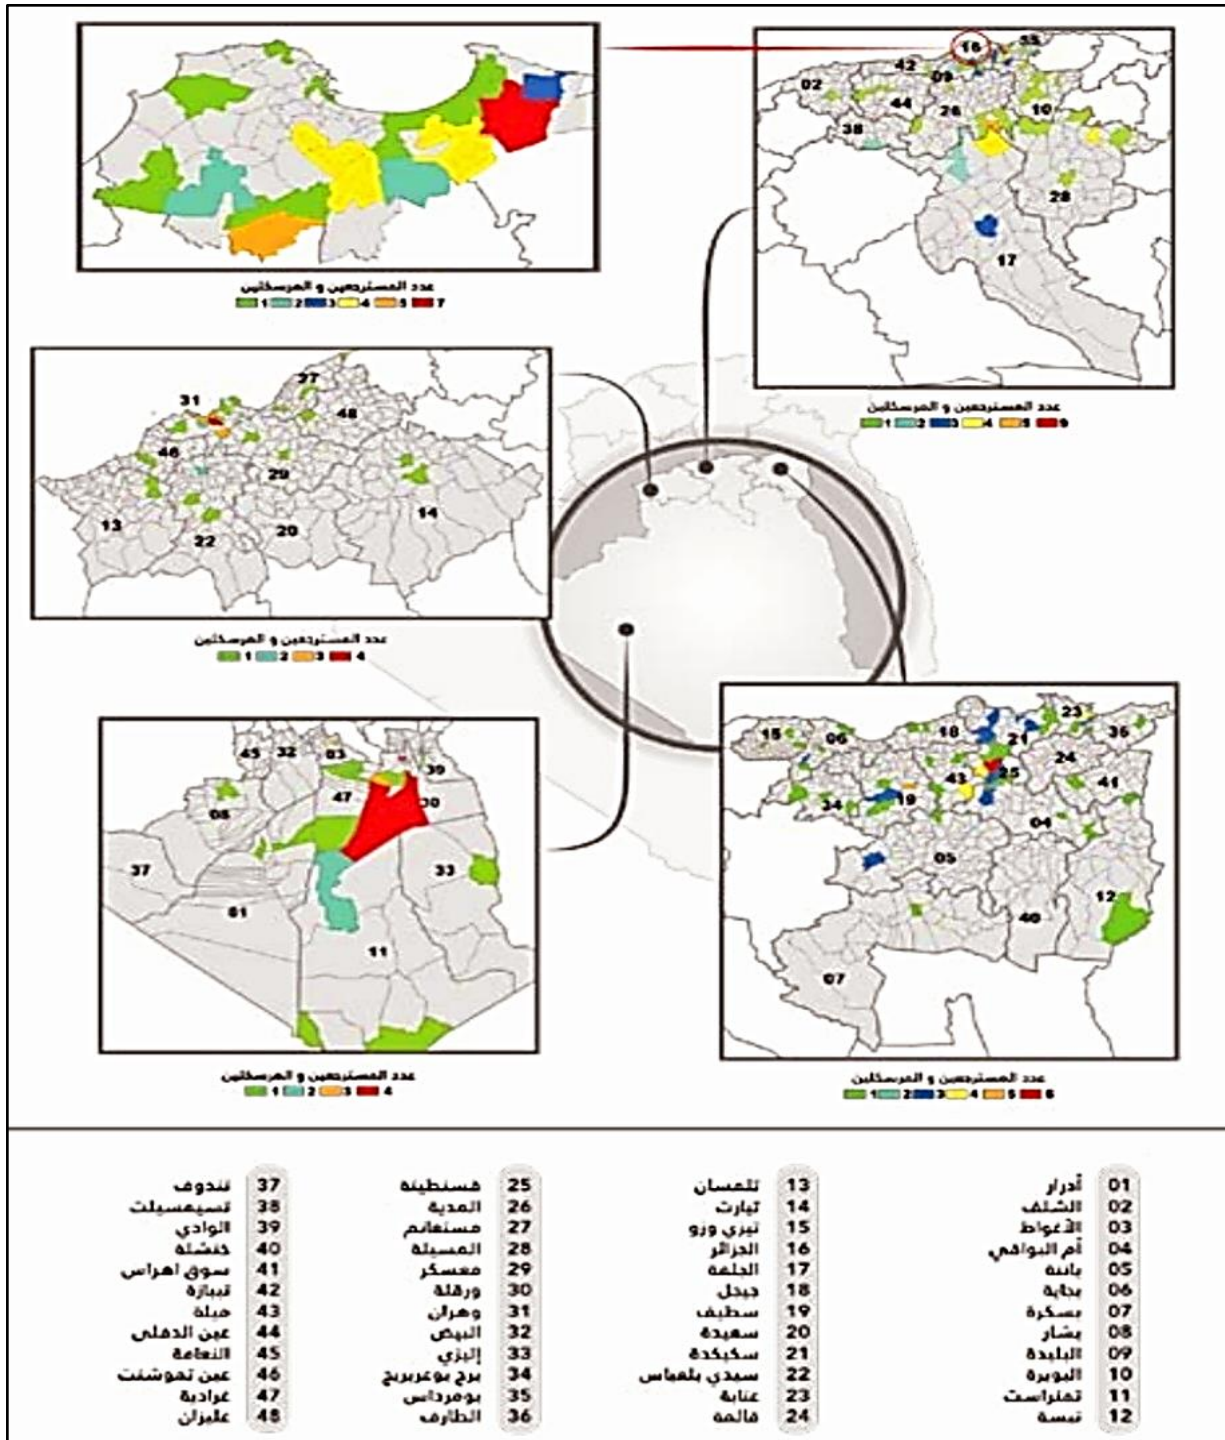 عدد المسترجعين و المرسكلين
1 2 3 4 5 7
16
35
42
09
02
10
44
26
38
28
17
عدد المسترجعين و المرسكلين
1 2 3 4 5 9
27
31
48
46
29
13
14
20
22
عدد المسترجعين و المرسكلين
1 2 3 4
45 32 03
39
47
30
08
37
33
01
11
عدد المسترجعين و المرسكلين
1 2 3 4
23
15 06 18 21 36
24
43 25 41
34 19
04
05
12
40
07
عدد المسترجعين و المرسكلين
1 2 3 4 5 6
01 أدرار
02 الشلف
03 الأغواط
04 أم البواقي
05 باتنة
06 بجاية
07 بسكرة
08 بشار
09 البليدة
10 البويرة
11 تمنراست
12 تبسة
13 تلمسان
14 تيارت
15 تيزي وزو
16 الجزائر
17 الجلفة
18 جيجل
19 سطيف
20 سعيدة
21 سكيكدة
22 سيدي بلعباس
23 عنابة
24 قالمة
25 قسنطينة
26 المدية
27 مستغانم
28 المسيلة
29 معسكر
30 ورقلة
31 وهران
32 البيض
33 إليزي
34 برج بوعريريج
35 بومرداس
36 الطارف
37 تندوف
38 تسيمسيلت
39 الوادي
40 خنشلة
41 سوق اهراس
42 تيبازة
43 ميلة
44 عين الدفلى
45 النعامة
46 عين تموشنت
47 غرادية
48 غليزان